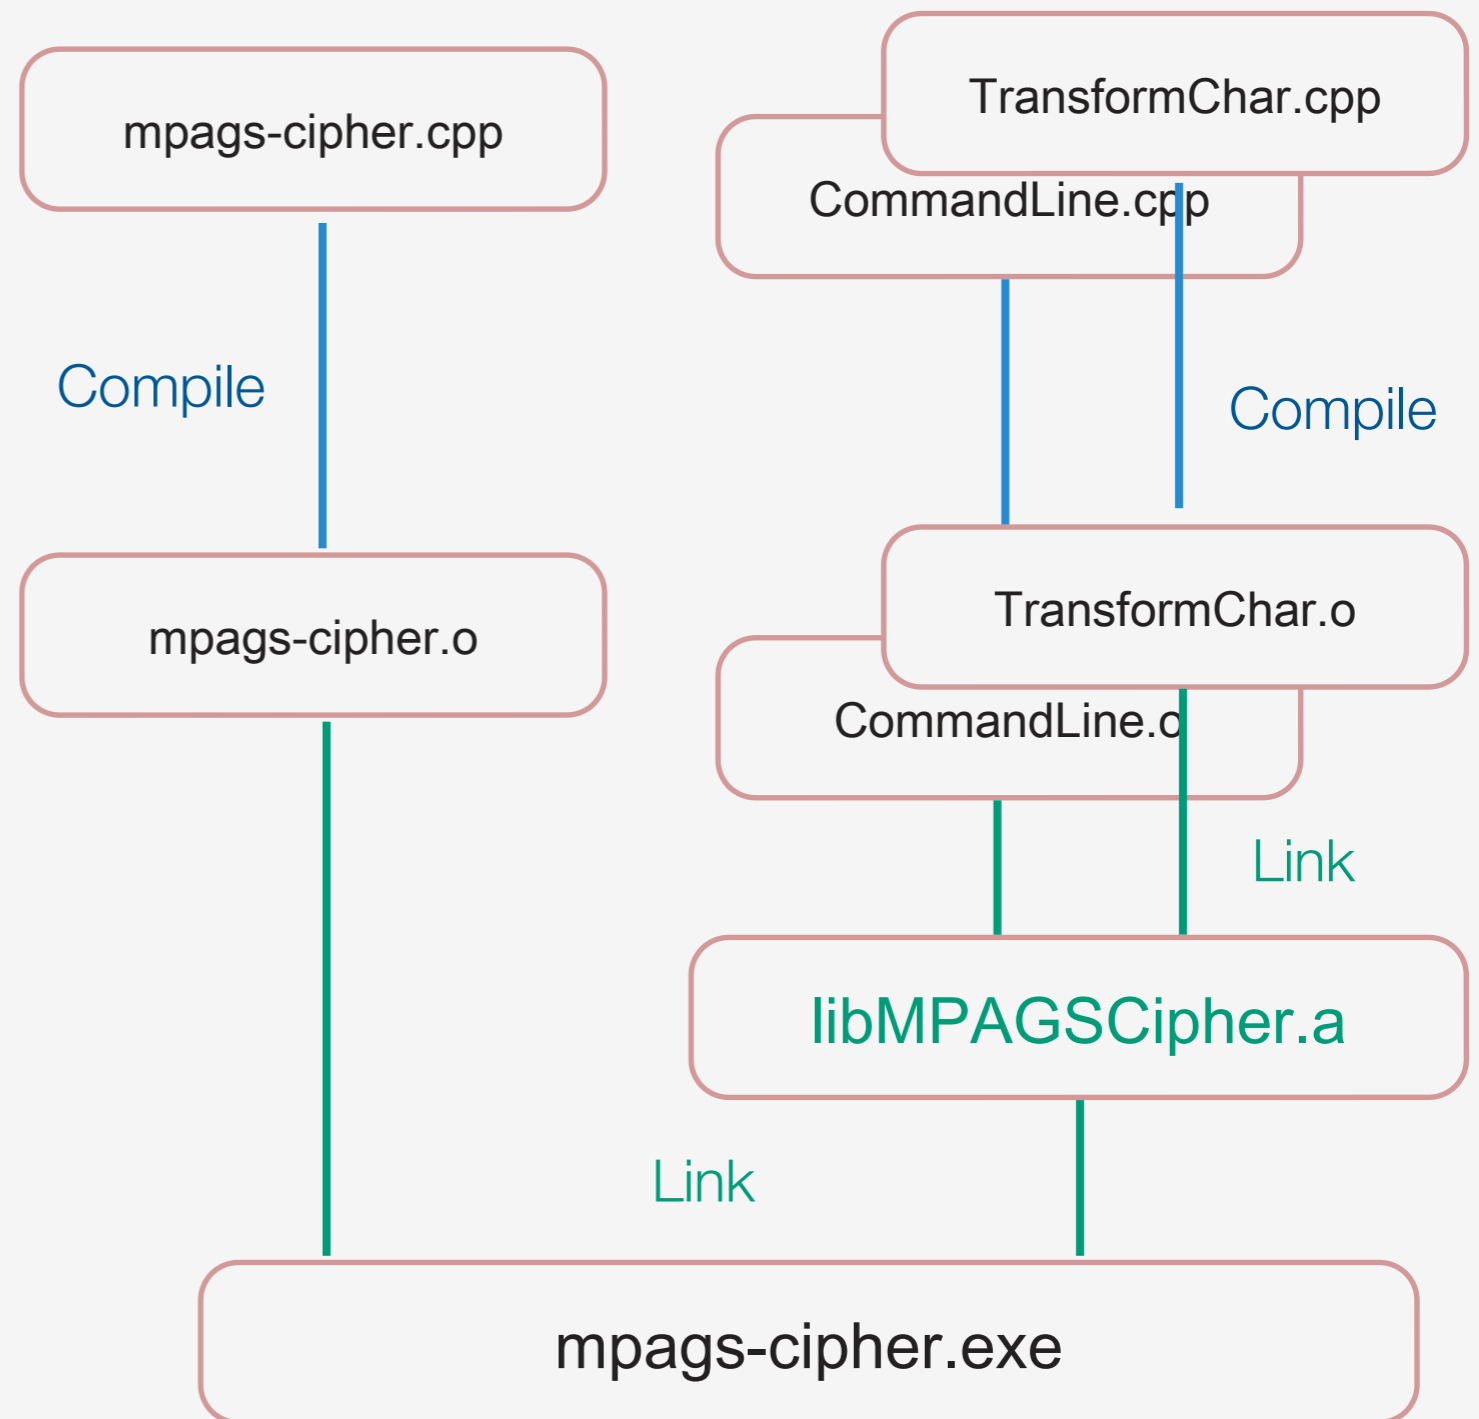 TransformChar.cpp
mpags-cipher.cpp
CommandLine.cpp
Compile
Compile
TransformChar.o
mpags-cipher.o
CommandLine.o
Link
libMPAGSCipher.a
Link
mpags-cipher.exe